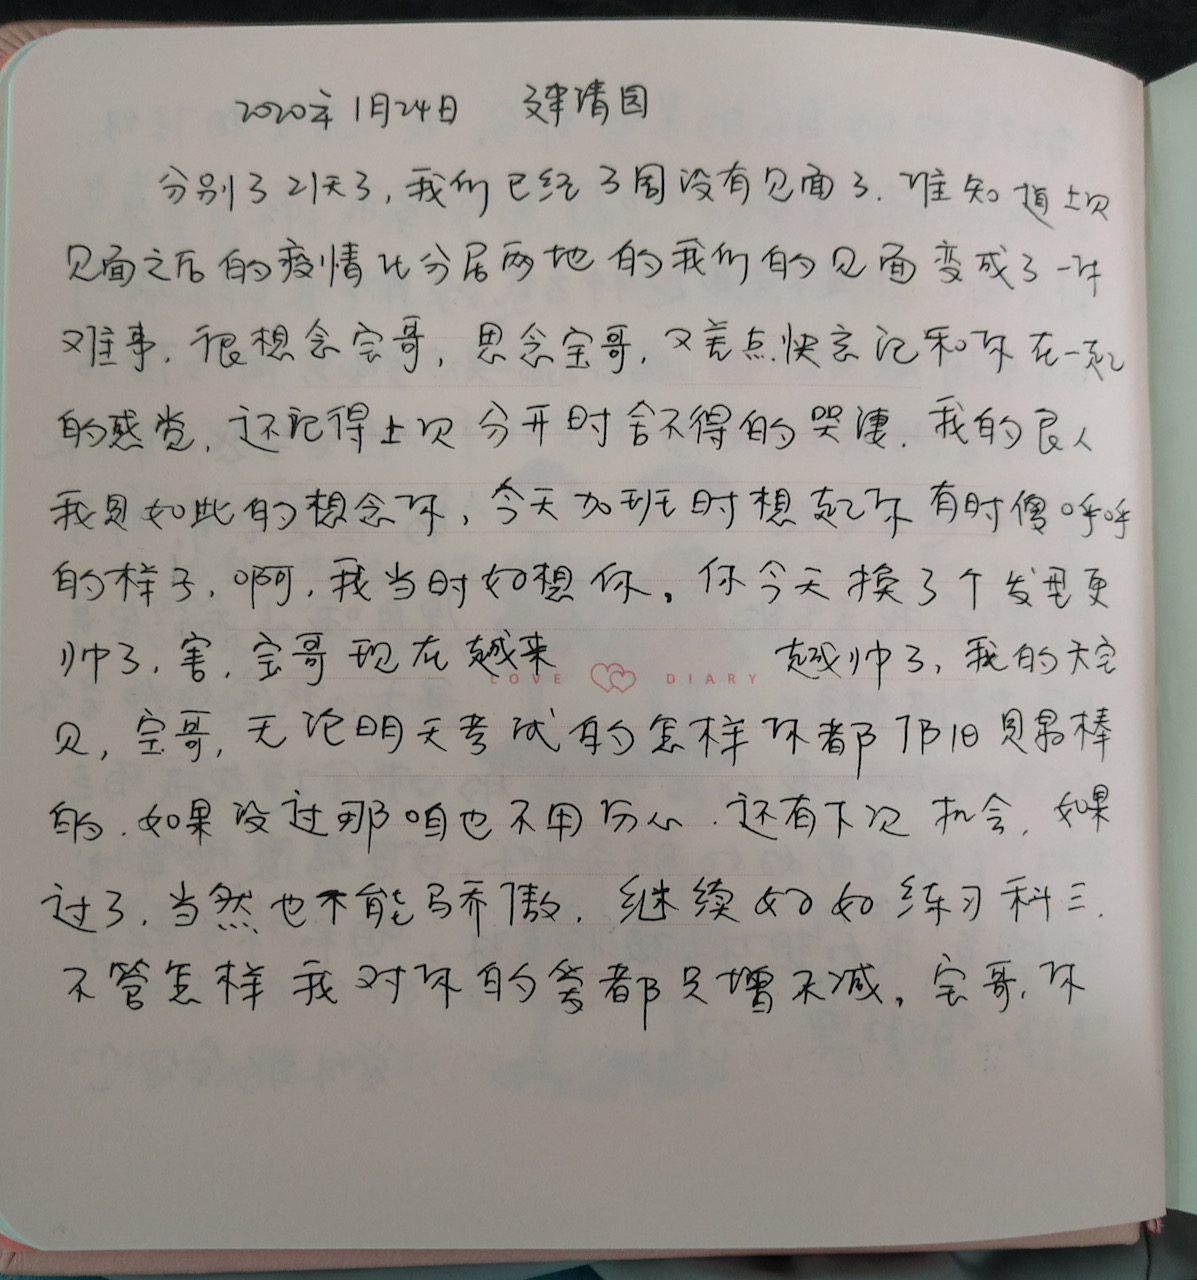 2020年1月24日 建清园
分别了21天了,我们已经3周没有见面了.谁知道上次
见面之后的疫情让分居两地的我们的见面变成了一件
难事.很想念宝哥,思念宝哥,又差点快忘记和你在一起
的感觉,还记得上次分开时舍不得的哭凄.我的良人
我是如此的想念你,今天加班时想起你有时傻呼呼
的样子,啊,我当时好想你。你今天换了个发型更
帅了,害,宝哥现在越来越帅了,我的大宝
LOVE DIARY
贝,宝哥,无论明天考试的怎样你都依旧是最棒
的.如果没过那咱也不用伤心.还有下次机会,如果
过了,当然也不能骄傲,继续好好练习科三.
不管怎样我对你的爱都只增不减。宝哥,你